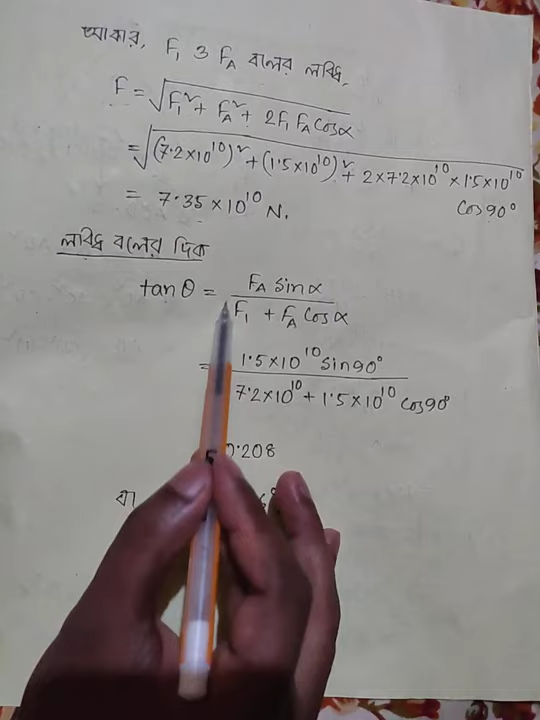 আবার, F₁ ও F_A বলের লব্ধি,
F = √(F₁² + F_A² + 2F₁ F_A Cosα)
= √((7.2×10¹⁰)² + (1.5×10¹⁰)² + 2×7.2×10¹⁰×1.5×10¹⁰
Cos90°
= 7.35×10¹⁰ N.
লব্ধি বলের দিক
tanθ = F_A Sinα / F₁ + F_A Cosα
= 1.5×10¹⁰ Sin90° / 7.2×10¹⁰ + 1.5×10¹⁰ Cos90°
0.208
বা